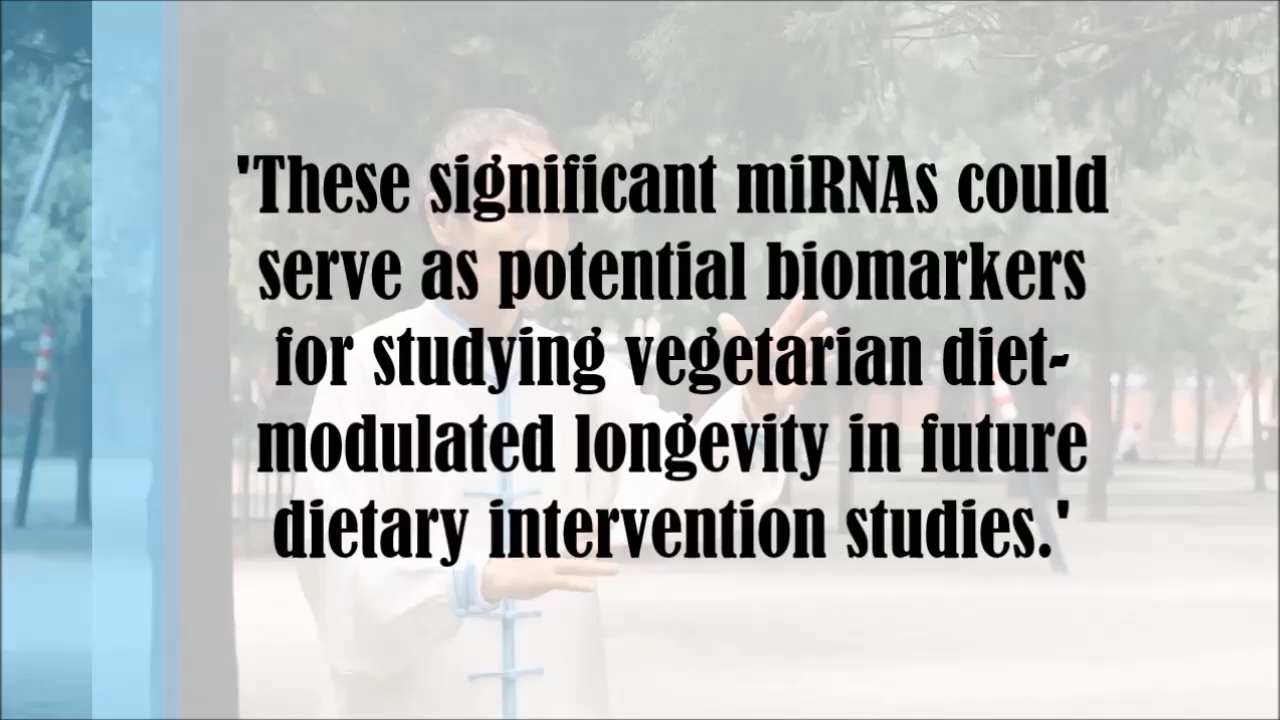 'These significant miRNAs could
serve as potential biomarkers
for studying vegetarian diet-
modulated longevity in future
dietary intervention studies.'